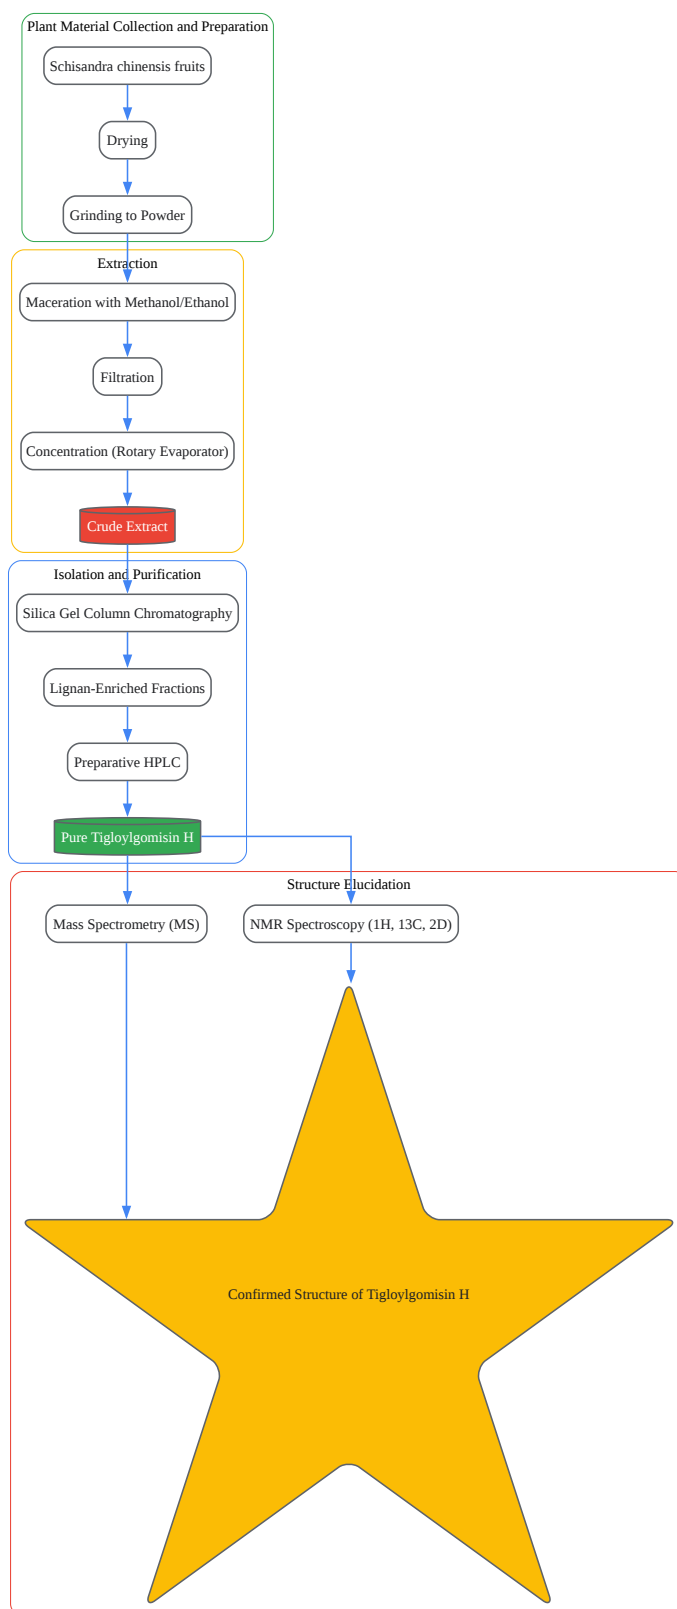 Plant Material Collection and Preparation
Schisandra chinensis fruits
Drying
Grinding to Powder
Extraction
Maceration with Methanol/Ethanol
Filtration
Concentration (Rotary Evaporator)
Crude Extract
Isolation and Purification
Silica Gel Column Chromatography
Lignan-Enriched Fractions
Preparative HPLC
Pure Tigloylgomisin H
Structure Elucidation
Mass Spectrometry (MS)
NMR Spectroscopy (1H, 13C, 2D)
Confirmed Structure of Tigloylgomisin H